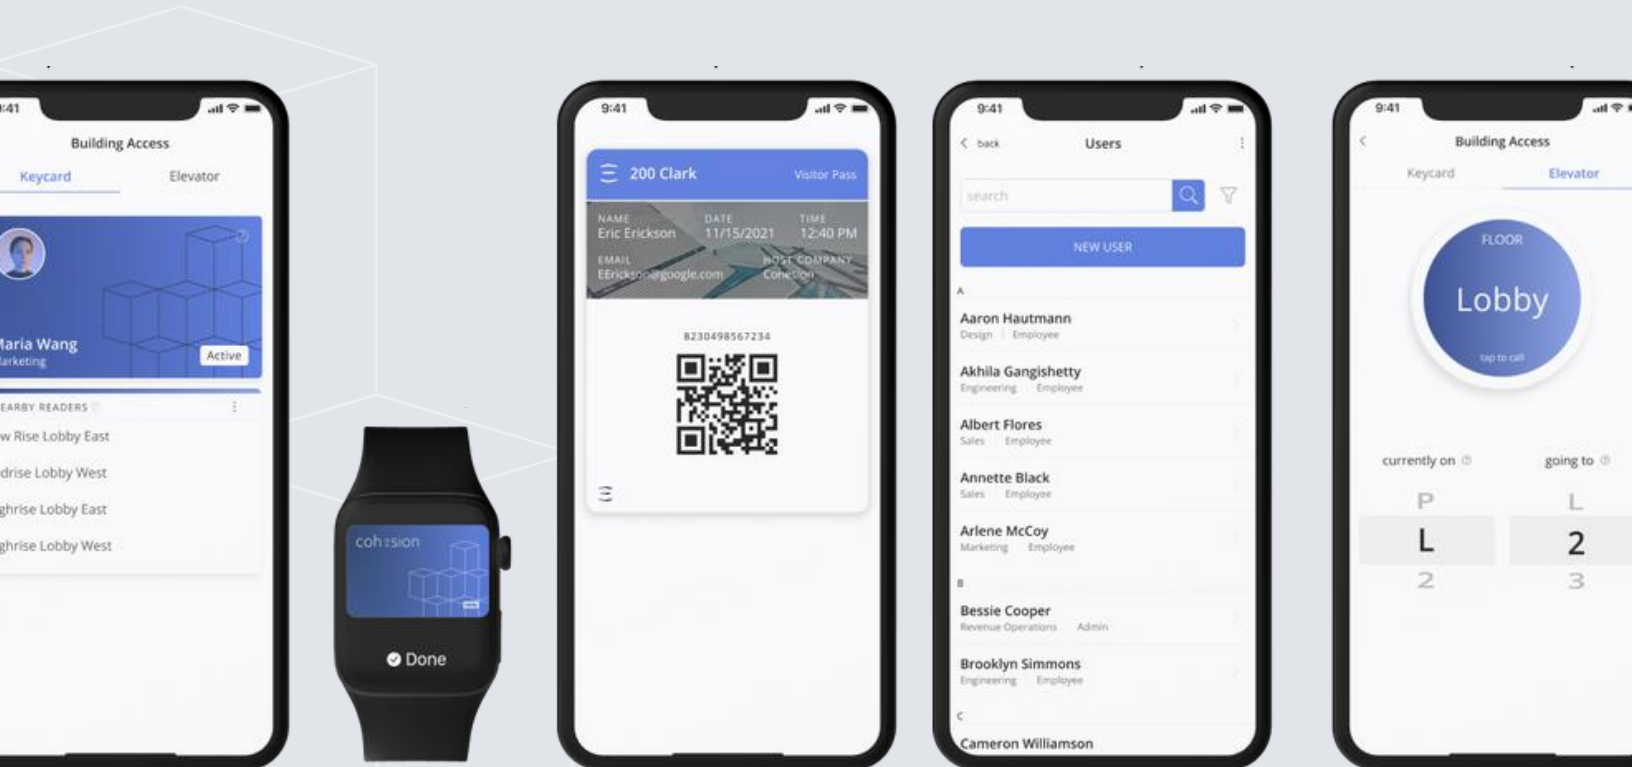 9:41
Building Access
Keycard Elevator
Maria Wang
Marketing
Active
NEARBY READERS
w Rise Lobby East
drise Lobby West
ghrise Lobby East
ghrise Lobby West
cohesion
Done
9:41
200 Clark Visitor Pass
NAME DATE TIME
Eric Erickson 11/15/2021 12:40 PM
EMAIL HOST COMPANY
EErickson@google.com Cohesion
8230498567234
9:41
back Users
search
NEW USER
A
Aaron Hautmann
Design Employee
Akhila Gangishetty
Engineering Employee
Albert Flores
Sales Employee
Annette Black
Sales Employee
Arlene McCoy
Marketing Employee
B
Bessie Cooper
Revenue Operations Admin
Brooklyn Simmons
Engineering Employee
C
Cameron Williamson
9:41
Building Access
Keycard Elevator
FLOOR
Lobby
tap to call
currently on going to
P L
L 2
2 3